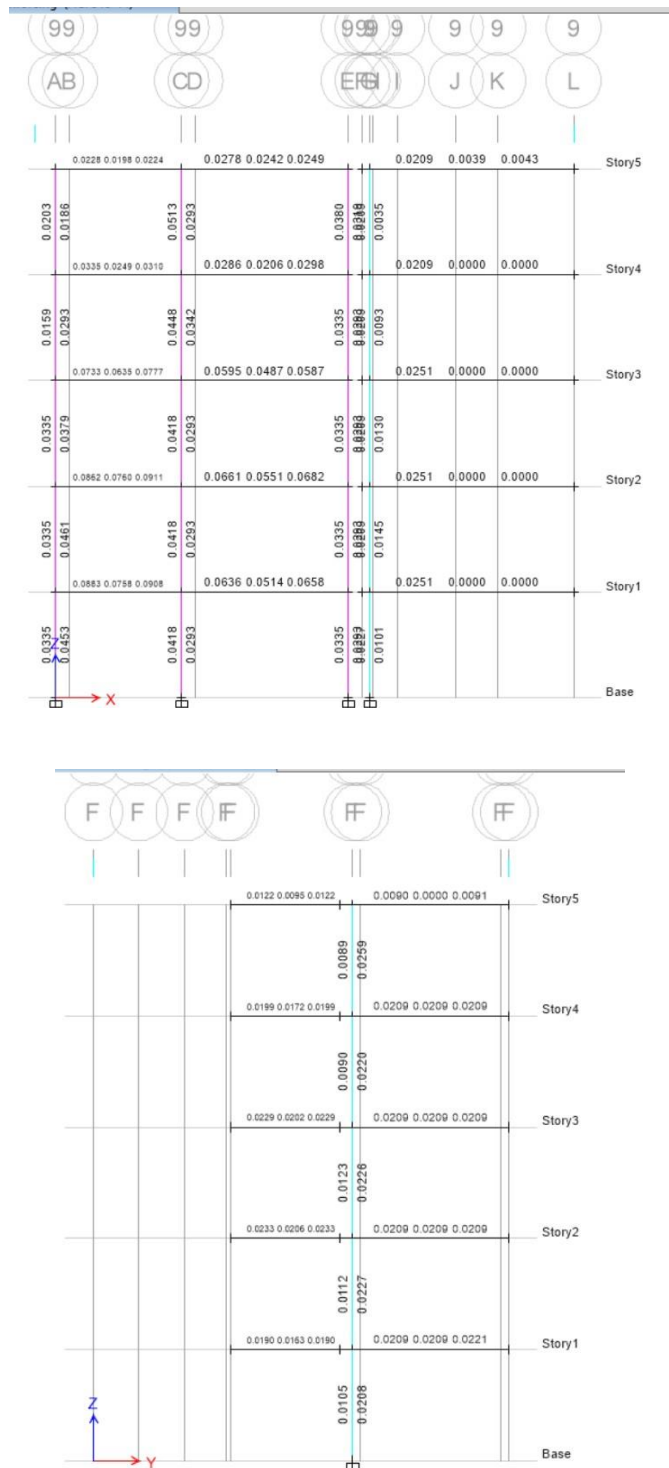 99 99 9 9 9 9 9 9
AB CD E I J K L
0.0228 0.0198 0.0224 0.0278 0.0242 0.0249 0.0209 0.0039 0.0043 Story5
0.0203 0.0186 0.0513 0.0293 0.0380 0.0035
0.0335 0.0249 0.0310 0.0286 0.0206 0.0298 0.0209 0.0000 0.0000 Story4
0.0159 0.0293 0.0448 0.0342 0.0335 0.0093
0.0733 0.0635 0.0777 0.0595 0.0487 0.0587 0.0251 0.0000 0.0000 Story3
0.0335 0.0379 0.0418 0.0293 0.0335 0.0130
0.0862 0.0760 0.0911 0.0661 0.0551 0.0682 0.0251 0.0000 0.0000 Story2
0.0335 0.0461 0.0418 0.0293 0.0335 0.0145
0.0883 0.0758 0.0908 0.0636 0.0514 0.0658 0.0251 0.0000 0.0000 Story1
0.0335 0.0453 0.0418 0.0293 0.0335 0.0101
Z
X Base
F F F FF FF FF
0.0122 0.0095 0.0122 0.0090 0.0000 0.0091 Story5
0.0089 0.0259
0.0199 0.0172 0.0199 0.0209 0.0209 0.0209 Story4
0.0090 0.0220
0.0229 0.0202 0.0229 0.0209 0.0209 0.0209 Story3
0.0123 0.0226
0.0233 0.0206 0.0233 0.0209 0.0209 0.0209 Story2
0.0112 0.0227
0.0190 0.0163 0.0190 0.0209 0.0209 0.0221 Story1
0.0105 0.0208
Z
Y Base